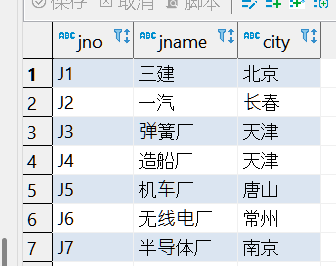 保存 取消 脚本
ABC jno ABC jname ABC city
1 J1 三建 北京
2 J2 一汽 长春
3 J3 弹簧厂 天津
4 J4 造船厂 天津
5 J5 机车厂 唐山
6 J6 无线电厂 常州
7 J7 半导体厂 南京